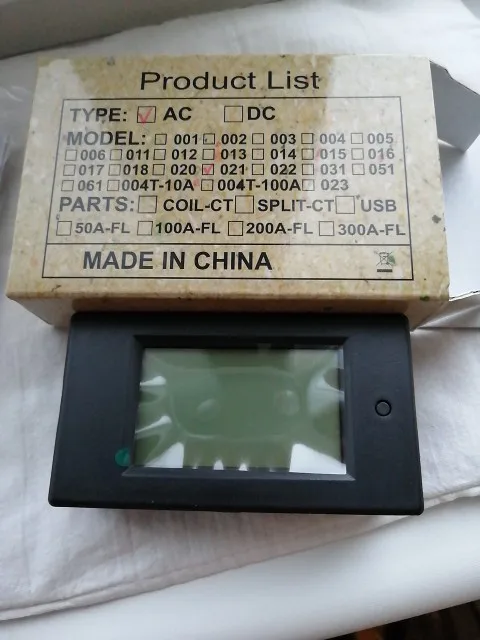 Product List
TYPE: ☑ AC ☐ DC
MODEL: ☐ 001 ☐ 002 ☐ 003 ☐ 004 ☐ 005
☐ 006 ☐ 011 ☐ 012 ☐ 013 ☐ 014 ☐ 015 ☐ 016
☐ 017 ☐ 018 ☐ 020 ☑ 021 ☐ 022 ☐ 031 ☐ 051
☐ 061 ☐ 004T-10A ☐ 004T-100A ☐ 023
PARTS: ☐ COIL-CT ☐ SPLIT-CT ☐ USB
☐ 50A-FL ☐ 100A-FL ☐ 200A-FL ☐ 300A-FL
MADE IN CHINA